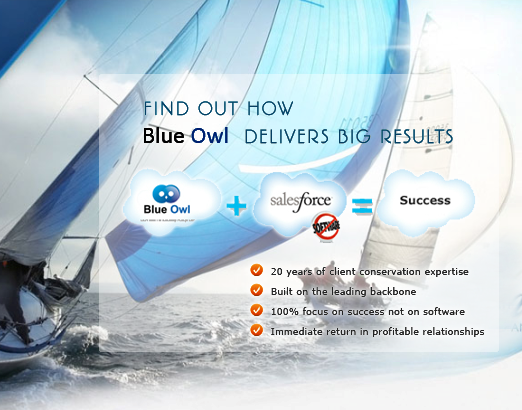 FIND OUT HOW
Blue Owl DELIVERS BIG RESULTS
Blue Owl
+
salesforce
SOFTWARE
=
Success
20 years of client conservation expertise
Built on the leading backbone
100% focus on success not on software
Immediate return in profitable relationships